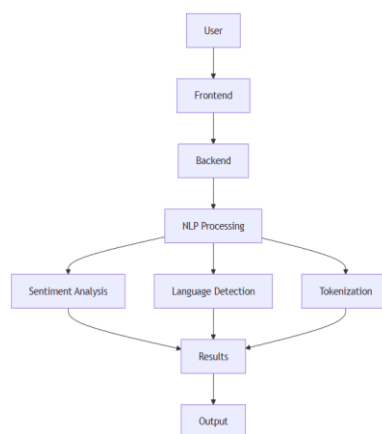 User
Frontend
Backend
NLP Processing
Sentiment Analysis
Language Detection
Tokenization
Results
Output